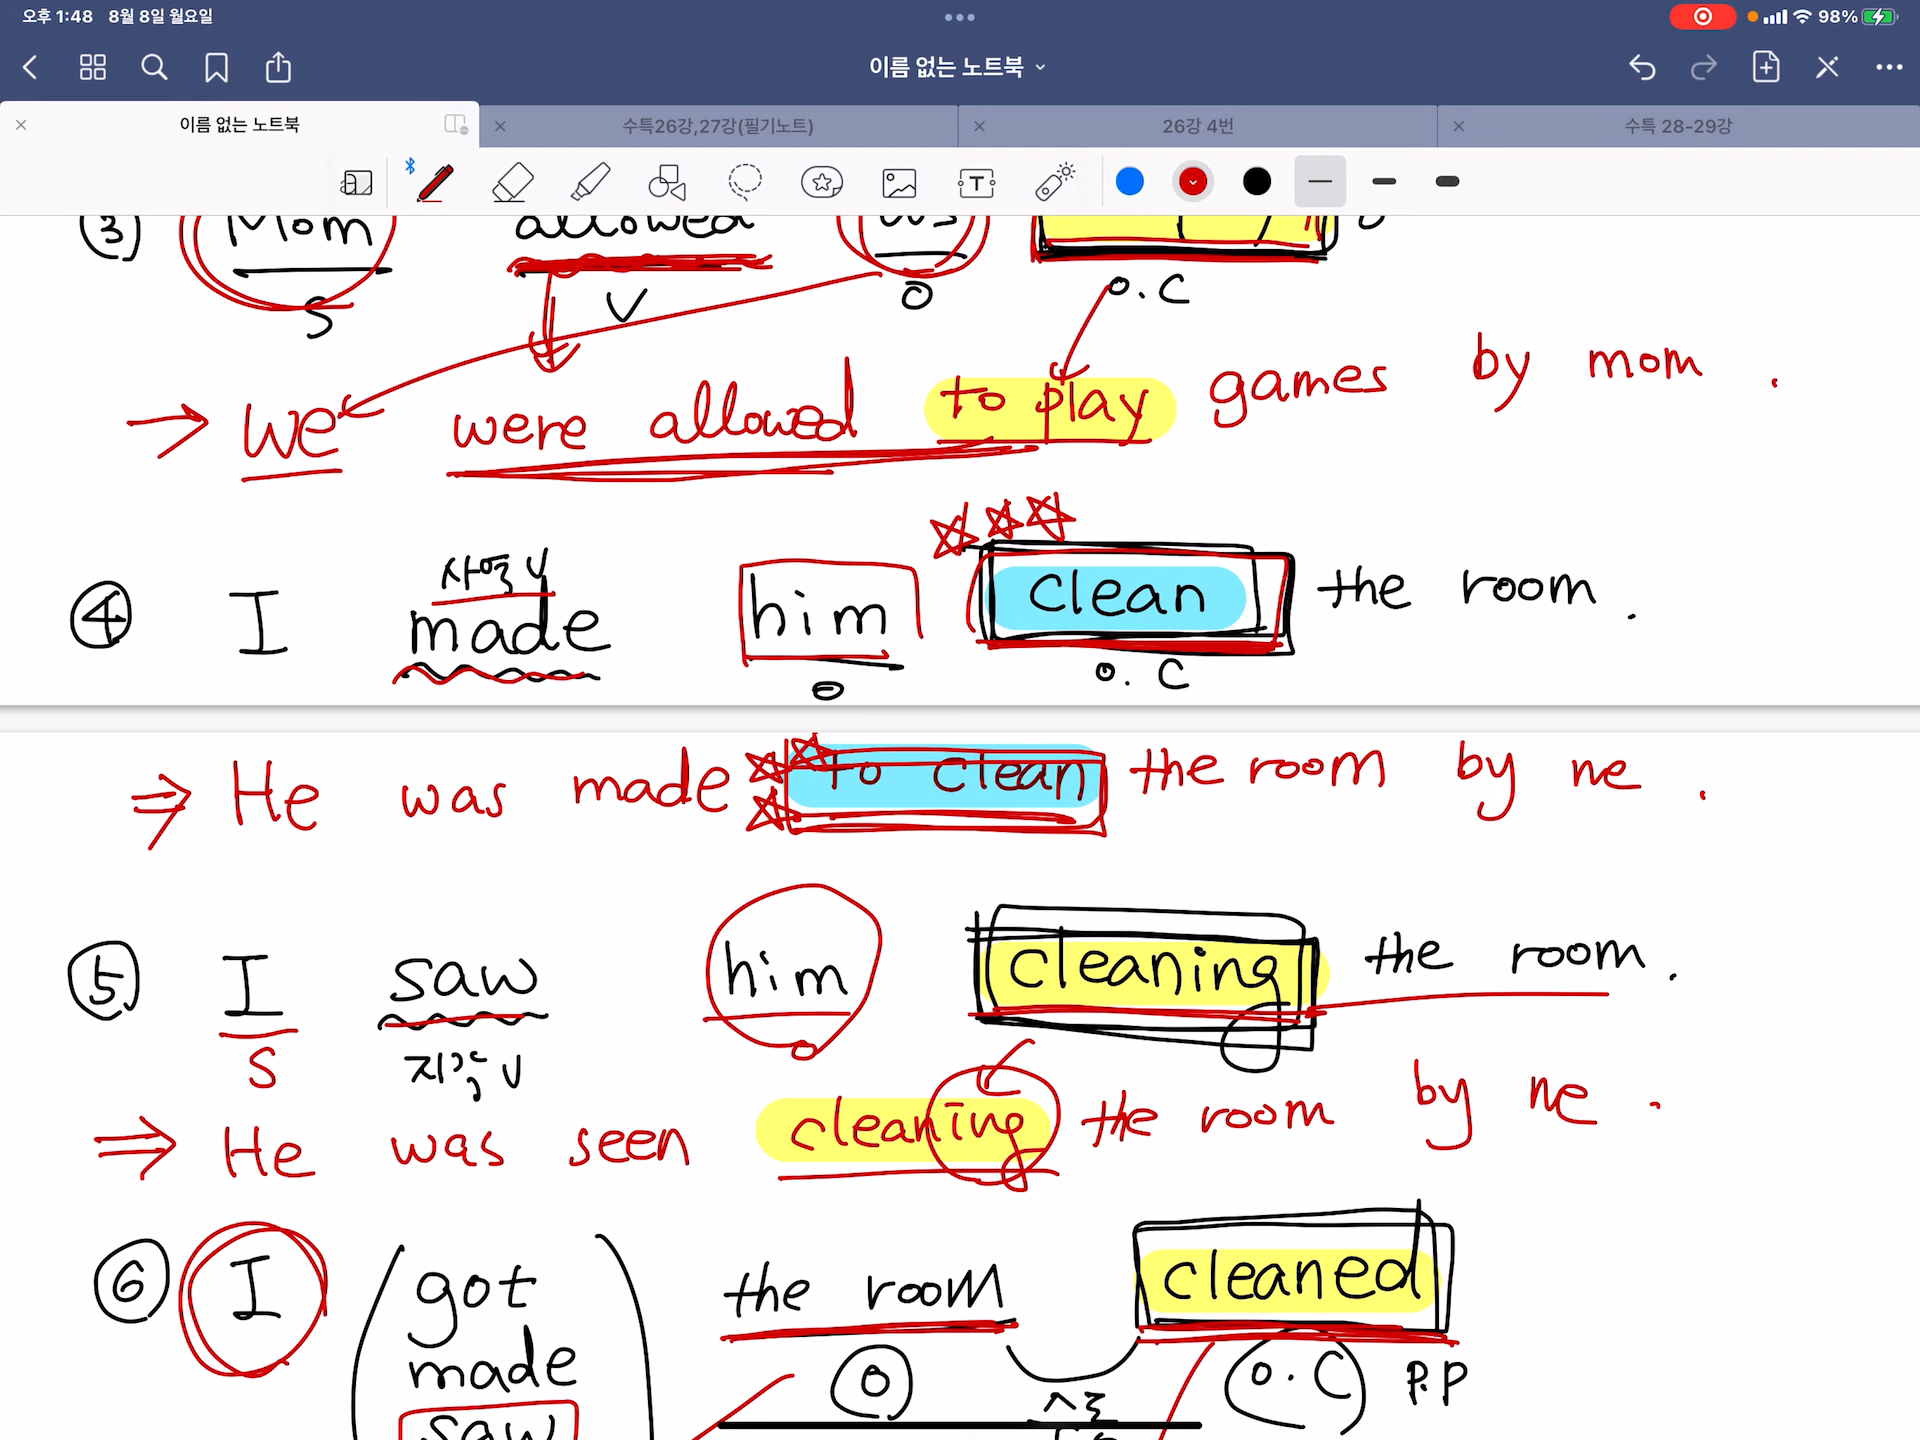 오후 1:48 8월 8일 월요일
98%
이름 없는 노트북
이름 없는 노트북
수특26강,27강(필기노트)
26강 4번
수특 28-29강
③ Mom allowed us
S V O O.C
→ We were allowed to play games by mom .
사역V
④ I made him clean the room .
O O.C
⇒ He was made to clean the room by me .
⑤ I saw him cleaning the room .
S 지각V O
⇒ He was seen cleaning the room by me .
⑥ I ( got the room cleaned
made O O.C P.P
saw